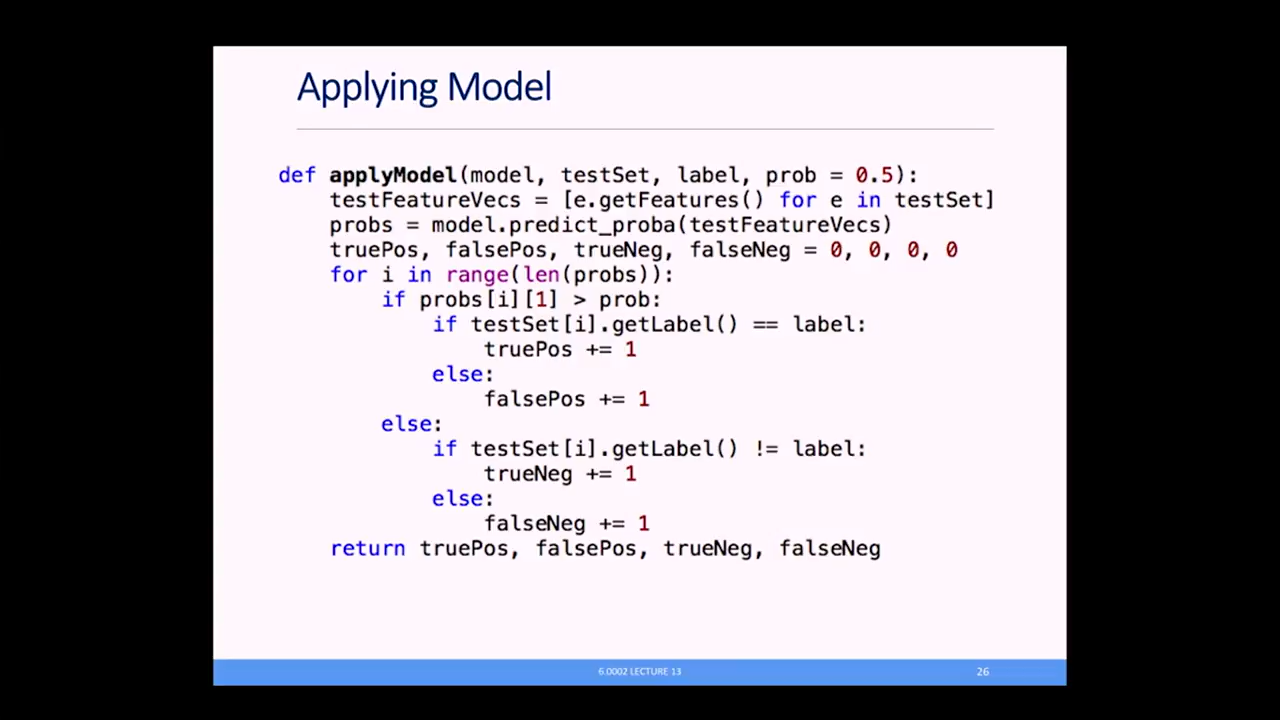 Applying Model
def applyModel(model, testSet, label, prob = 0.5):
    testFeatureVecs = [e.getFeatures() for e in testSet]
    probs = model.predict_proba(testFeatureVecs)
    truePos, falsePos, trueNeg, falseNeg = 0, 0, 0, 0
    for i in range(len(probs)):
        if probs[i][1] > prob:
            if testSet[i].getLabel() == label:
                truePos += 1
            else:
                falsePos += 1
        else:
            if testSet[i].getLabel() != label:
                trueNeg += 1
            else:
                falseNeg += 1
    return truePos, falsePos, trueNeg, falseNeg
6.0002 LECTURE 13
26